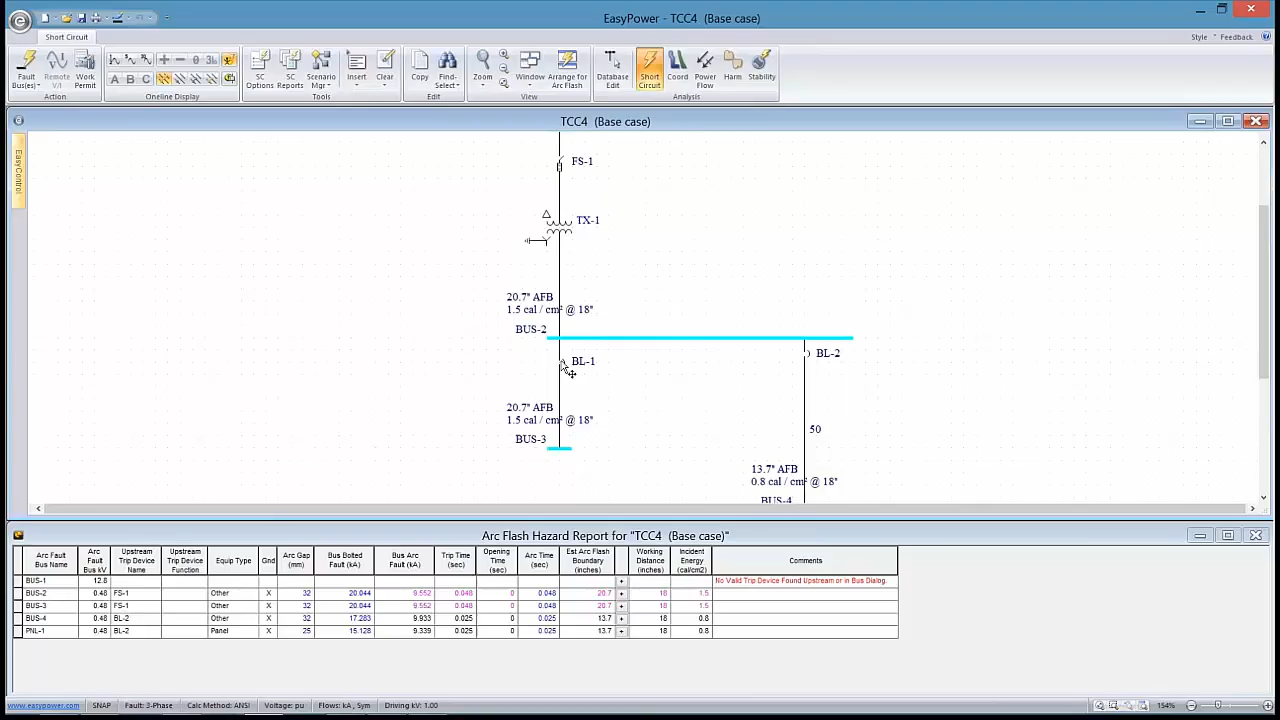 EasyPower - TCC4 (Base case)
Short Circuit
Style
Feedback
Fault Bus(es)
Remote V/I
Work Permit
Action
A B C
Oneline Display
SC Options
SC Reports
Scenario Mgr
Insert
Clear
Tools
Copy
Find-Select
Edit
Zoom
Window
Arrange for Arc Flash
View
Database Edit
Short Circuit
Coord
Power Flow
Harm
Stability
Analysis
TCC4 (Base case)
EasyControl
FS-1
TX-1
20.7" AFB
1.5 cal / cm² @ 18"
BUS-2
BL-1
BL-2
20.7" AFB
1.5 cal / cm² @ 18"
BUS-3
50
13.7" AFB
0.8 cal / cm² @ 18"
BUS-4
Arc Flash Hazard Report for "TCC4 (Base case)"
Arc Fault Bus Name
Arc Fault Bus kV
Upstream Trip Device Name
Upstream Trip Device Function
Equip Type
Gnd
Arc Gap (mm)
Bus Bolted Fault (kA)
Bus Arc Fault (kA)
Trip Time (sec)
Opening Time (sec)
Arc Time (sec)
Est Arc Flash Boundary (inches)
Working Distance (inches)
Incident Energy (cal/cm2)
Comments
BUS-1 12.8 + No Valid Trip Device Found Upstream or in Bus Dialog.
BUS-2 0.48 FS-1 Other X 32 20.044 9.552 0.048 0 0.048 20.7 + 18 1.5
BUS-3 0.48 FS-1 Other X 32 20.044 9.552 0.048 0 0.048 20.7 + 18 1.5
BUS-4 0.48 BL-2 Other X 32 17.283 9.933 0.025 0 0.025 13.7 + 18 0.8
PNL-1 0.48 BL-2 Panel X 25 15.128 9.339 0.025 0 0.025 13.7 + 18 0.8
www.easypower.com SNAP Fault: 3-Phase Calc Method: ANSI Voltage: pu Flows: kA , Sym Driving kV: 1.00 154%